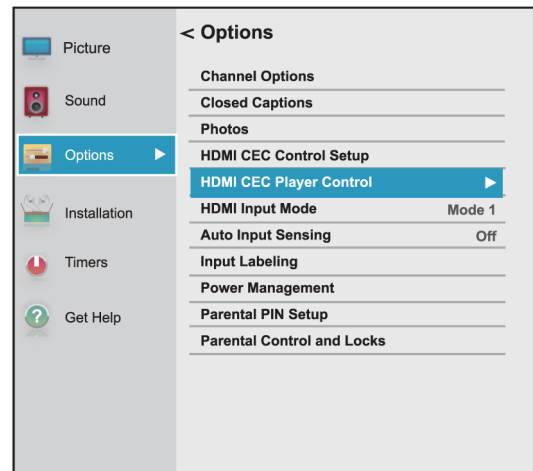 Picture
Sound
Options
Installation
Timers
Get Help
< Options
Channel Options
Closed Captions
Photos
HDMI CEC Control Setup
HDMI CEC Player Control
HDMI Input Mode Mode 1
Auto Input Sensing Off
Input Labeling
Power Management
Parental PIN Setup
Parental Control and Locks